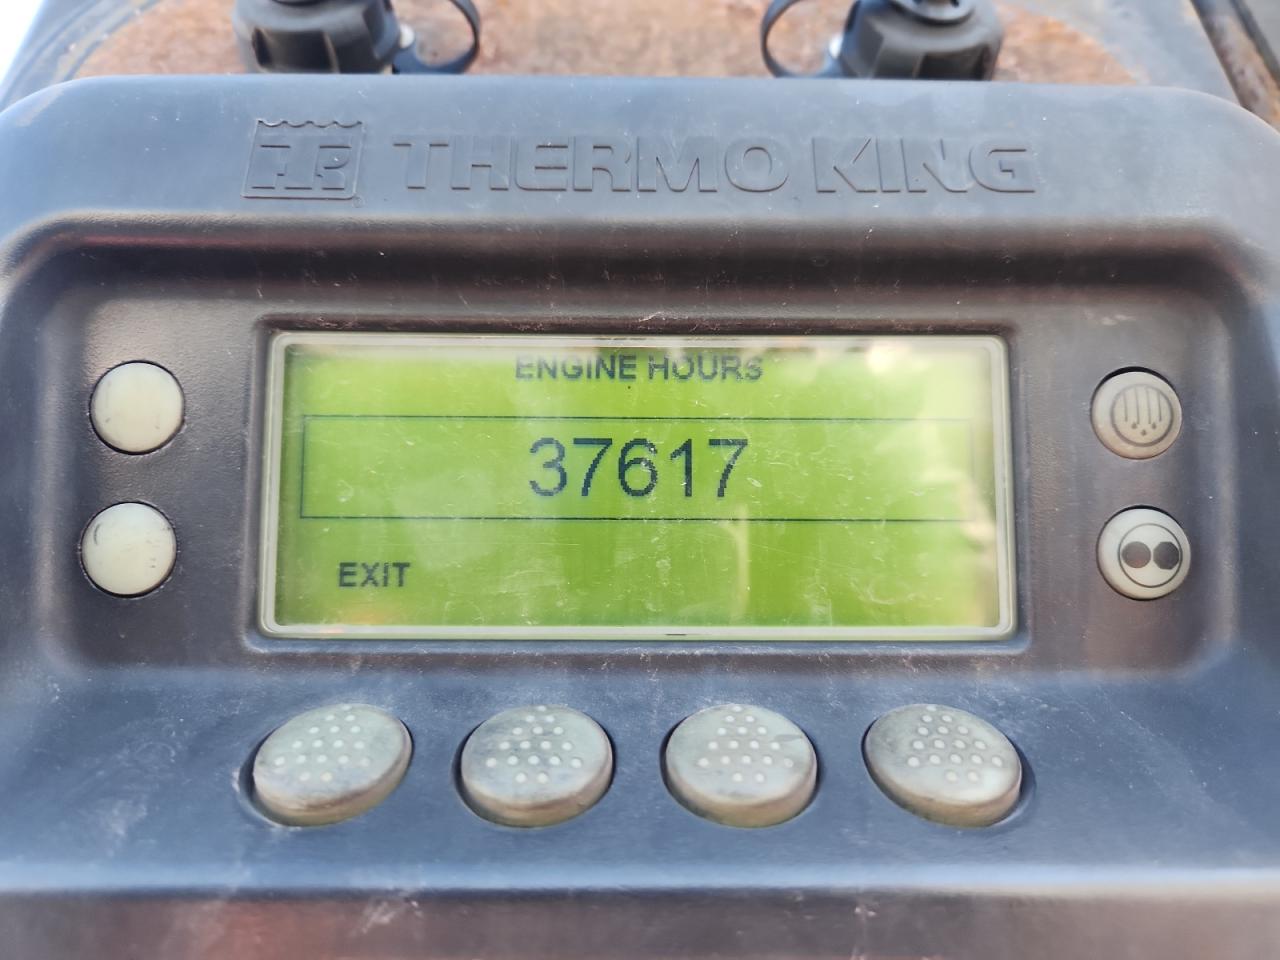 THERMO KING
ENGINE HOURS
37617
EXIT